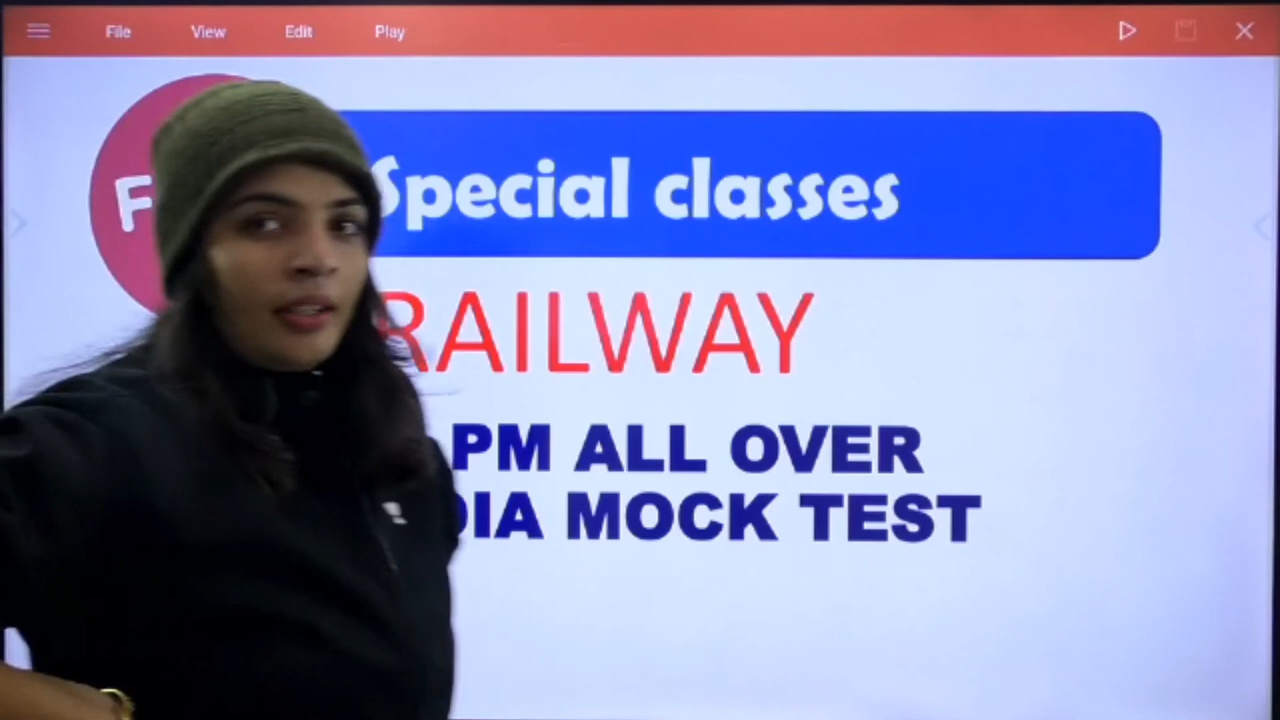 File View Edit Play
Special classes
RAILWAY
PM ALL OVER
MOCK TEST